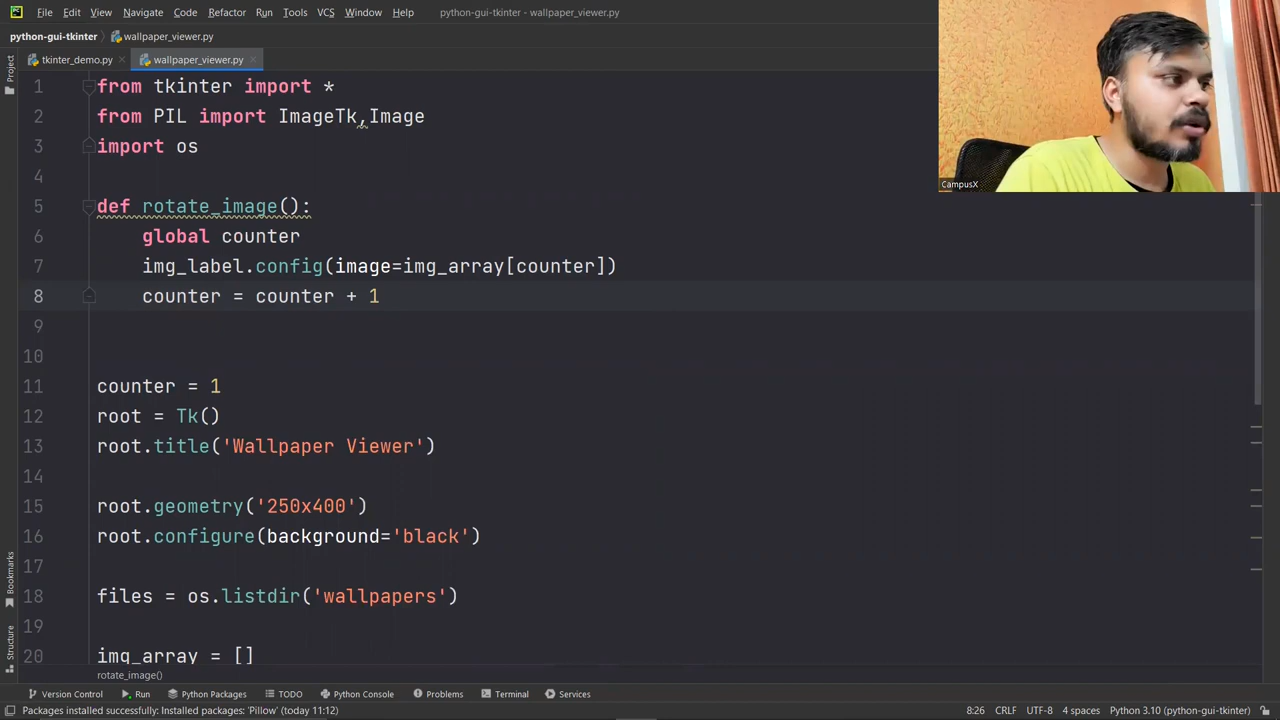 File Edit View Navigate Code Refactor Run Tools VCS Window Help python-gui-tkinter - wallpaper_viewer.py
python-gui-tkinter wallpaper_viewer.py
tkinter_demo.py wallpaper_viewer.py
Project
1 from tkinter import *
2 from PIL import ImageTk,Image
3 import os
4
5 def rotate_image():
6 global counter
7 img_label.config(image=img_array[counter])
8 counter = counter + 1
9
10
11 counter = 1
12 root = Tk()
13 root.title('Wallpaper Viewer')
14
15 root.geometry('250x400')
16 root.configure(background='black')
17
18 files = os.listdir('wallpapers')
19
20 img_array = []
CampusX
Bookmarks
Structure
rotate_image()
Version Control Run Python Packages TODO Python Console Problems Terminal Services
Packages installed successfully: Installed packages: 'Pillow' (today 11:12) 8:26 CRLF UTF-8 4 spaces Python 3.10 (python-gui-tkinter)